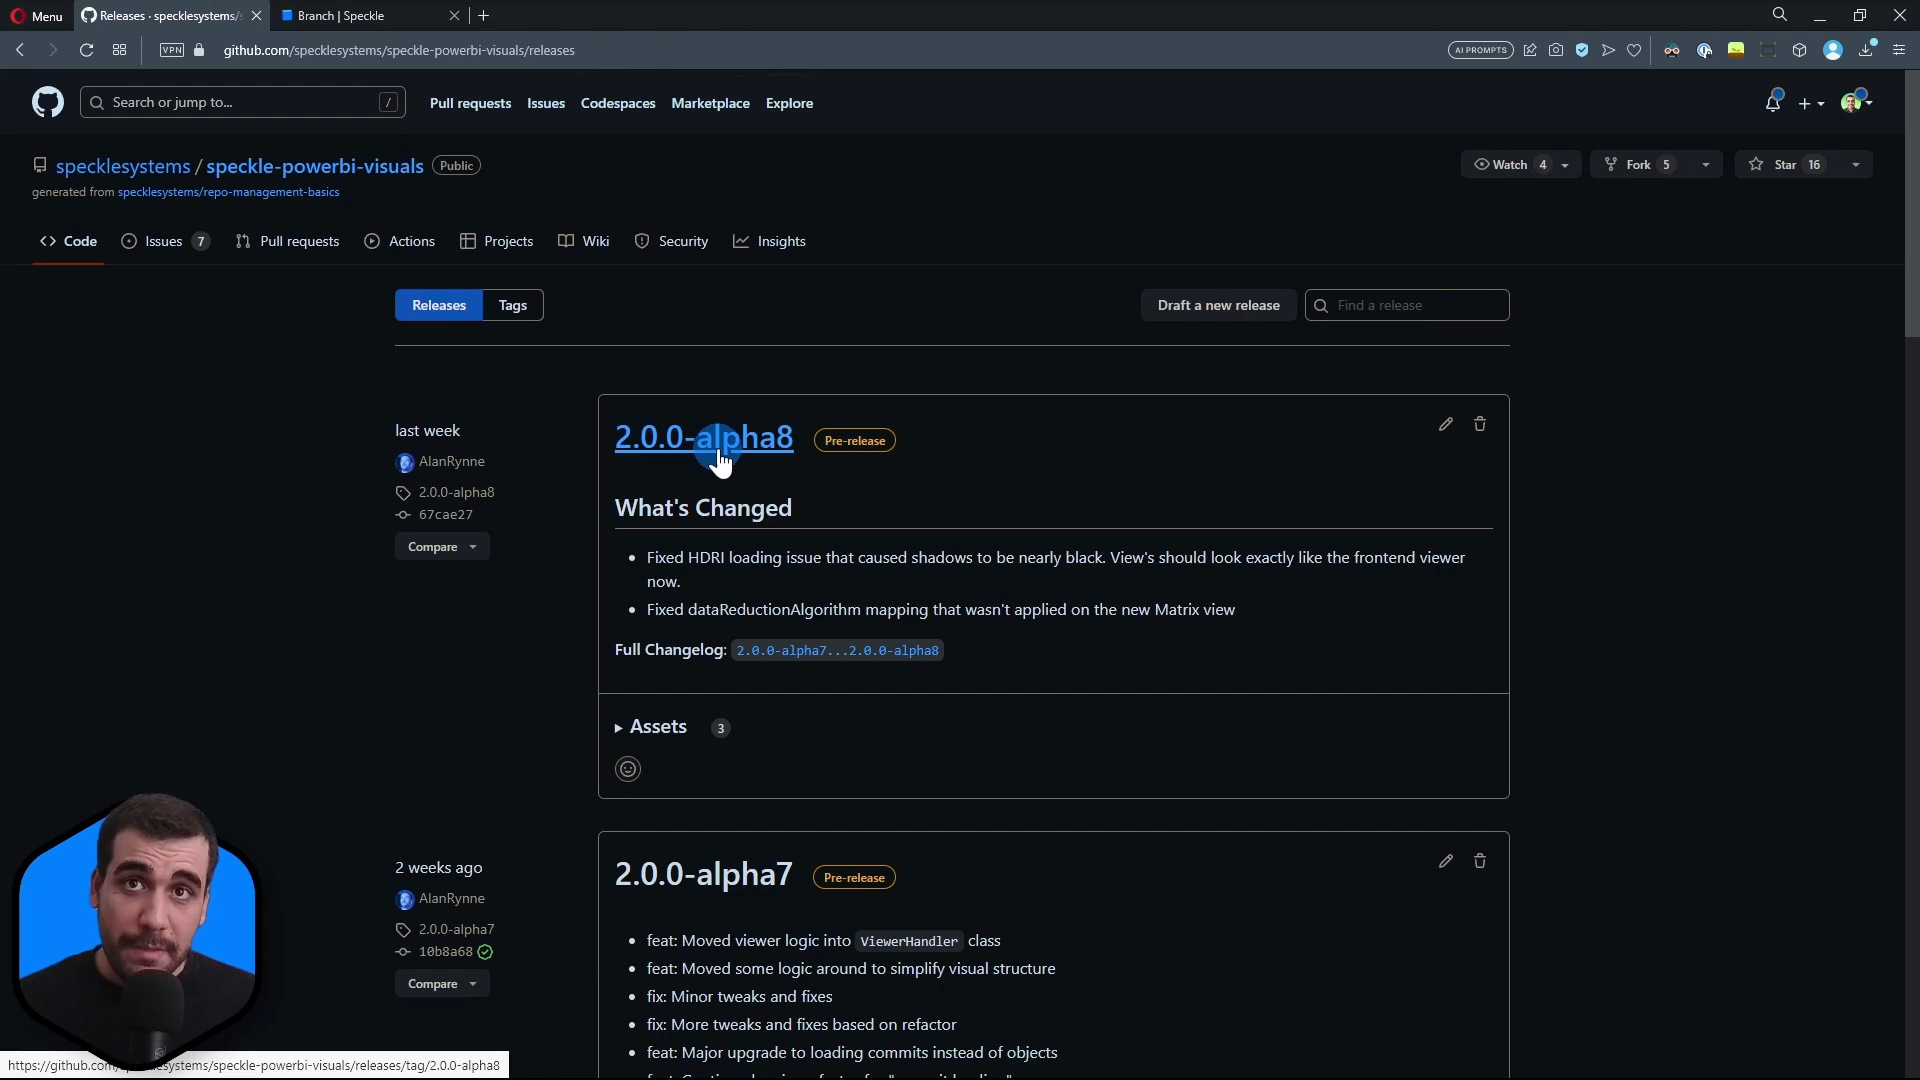 Menu
Releases · specklesystems/s
Branch | Speckle
VPN
github.com/specklesystems/speckle-powerbi-visuals/releases
AI PROMPTS
Search or jump to...
/
Pull requests
Issues
Codespaces
Marketplace
Explore
specklesystems / speckle-powerbi-visuals
Public
Watch 4
Fork 5
Star 16
generated from specklesystems/repo-management-basics
Code
Issues 7
Pull requests
Actions
Projects
Wiki
Security
Insights
Releases
Tags
Draft a new release
Find a release
last week
AlanRynne
2.0.0-alpha8
67cae27
Compare
2.0.0-alpha8
Pre-release
What's Changed
Fixed HDRI loading issue that caused shadows to be nearly black. View's should look exactly like the frontend viewer
now.
Fixed dataReductionAlgorithm mapping that wasn't applied on the new Matrix view
Full Changelog: 2.0.0-alpha7...2.0.0-alpha8
Assets 3
2 weeks ago
AlanRynne
2.0.0-alpha7
10b8a68
Compare
2.0.0-alpha7
Pre-release
feat: Moved viewer logic into ViewerHandler class
feat: Moved some logic around to simplify visual structure
fix: Minor tweaks and fixes
fix: More tweaks and fixes based on refactor
feat: Major upgrade to loading commits instead of objects
https://github.com/ systems/speckle-powerbi-visuals/releases/tag/2.0.0-alpha8